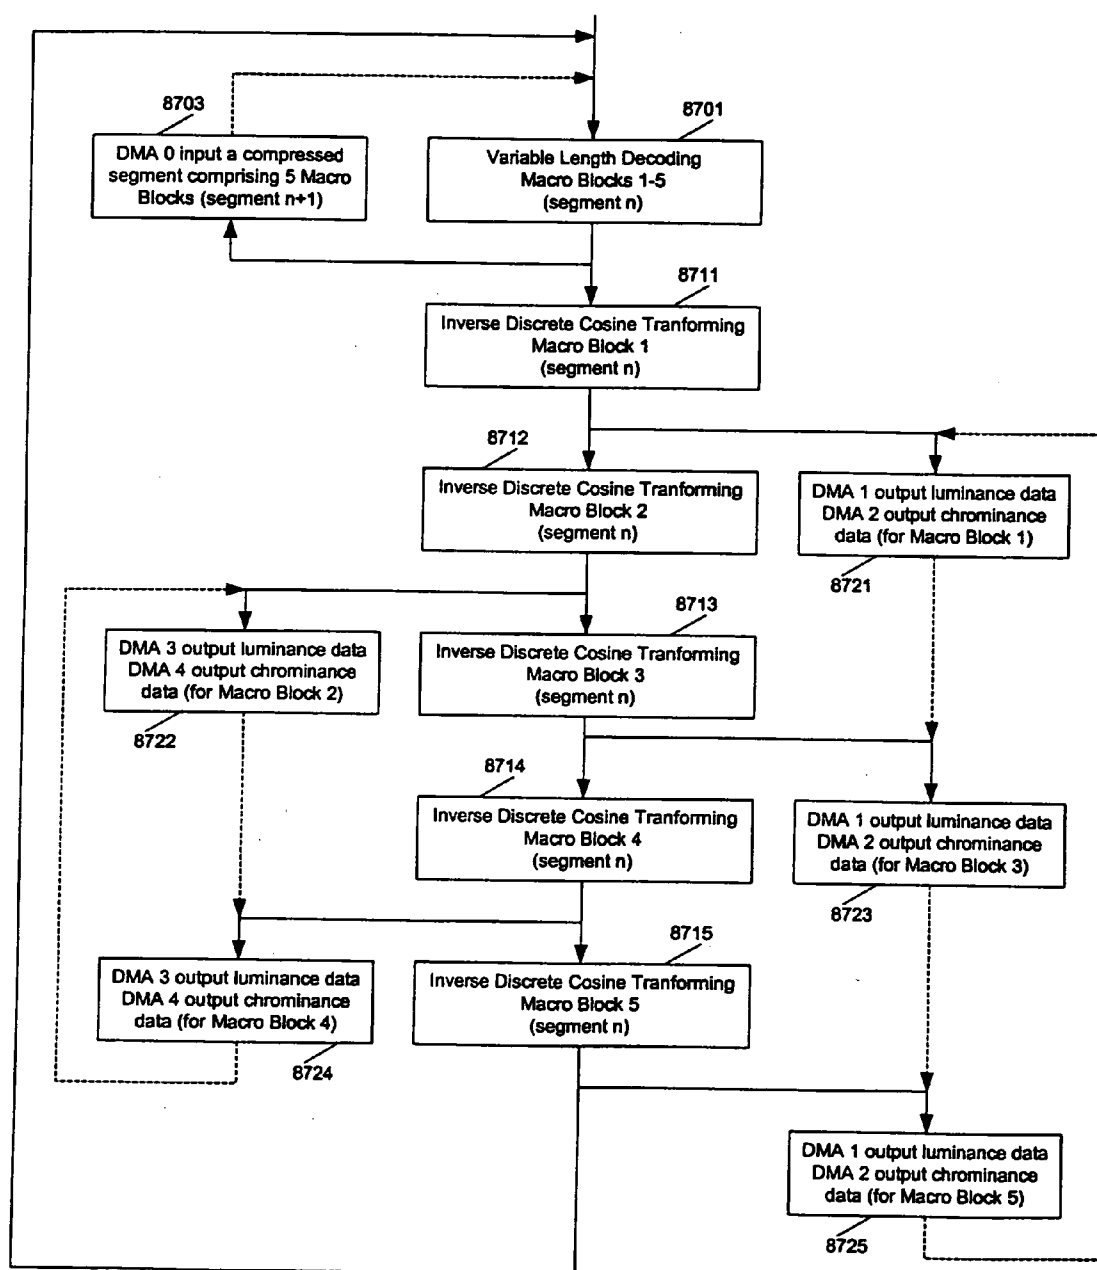 8703
DMA 0 input a compressed
segment comprising 5 Macro
Blocks (segment n+1)
8701
Variable Length Decoding
Macro Blocks 1-5
(segment n)
8711
Inverse Discrete Cosine Tranforming
Macro Block 1
(segment n)
8712
Inverse Discrete Cosine Tranforming
Macro Block 2
(segment n)
DMA 1 output luminance data
DMA 2 output chrominance
data (for Macro Block 1)
8721
8713
DMA 3 output luminance data
DMA 4 output chrominance
data (for Macro Block 2)
8722
Inverse Discrete Cosine Tranforming
Macro Block 3
(segment n)
8714
Inverse Discrete Cosine Tranforming
Macro Block 4
(segment n)
DMA 1 output luminance data
DMA 2 output chrominance
data (for Macro Block 3)
8723
8715
DMA 3 output luminance data
DMA 4 output chrominance
data (for Macro Block 4)
8724
Inverse Discrete Cosine Tranforming
Macro Block 5
(segment n)
DMA 1 output luminance data
DMA 2 output chrominance
data (for Macro Block 5)
8725